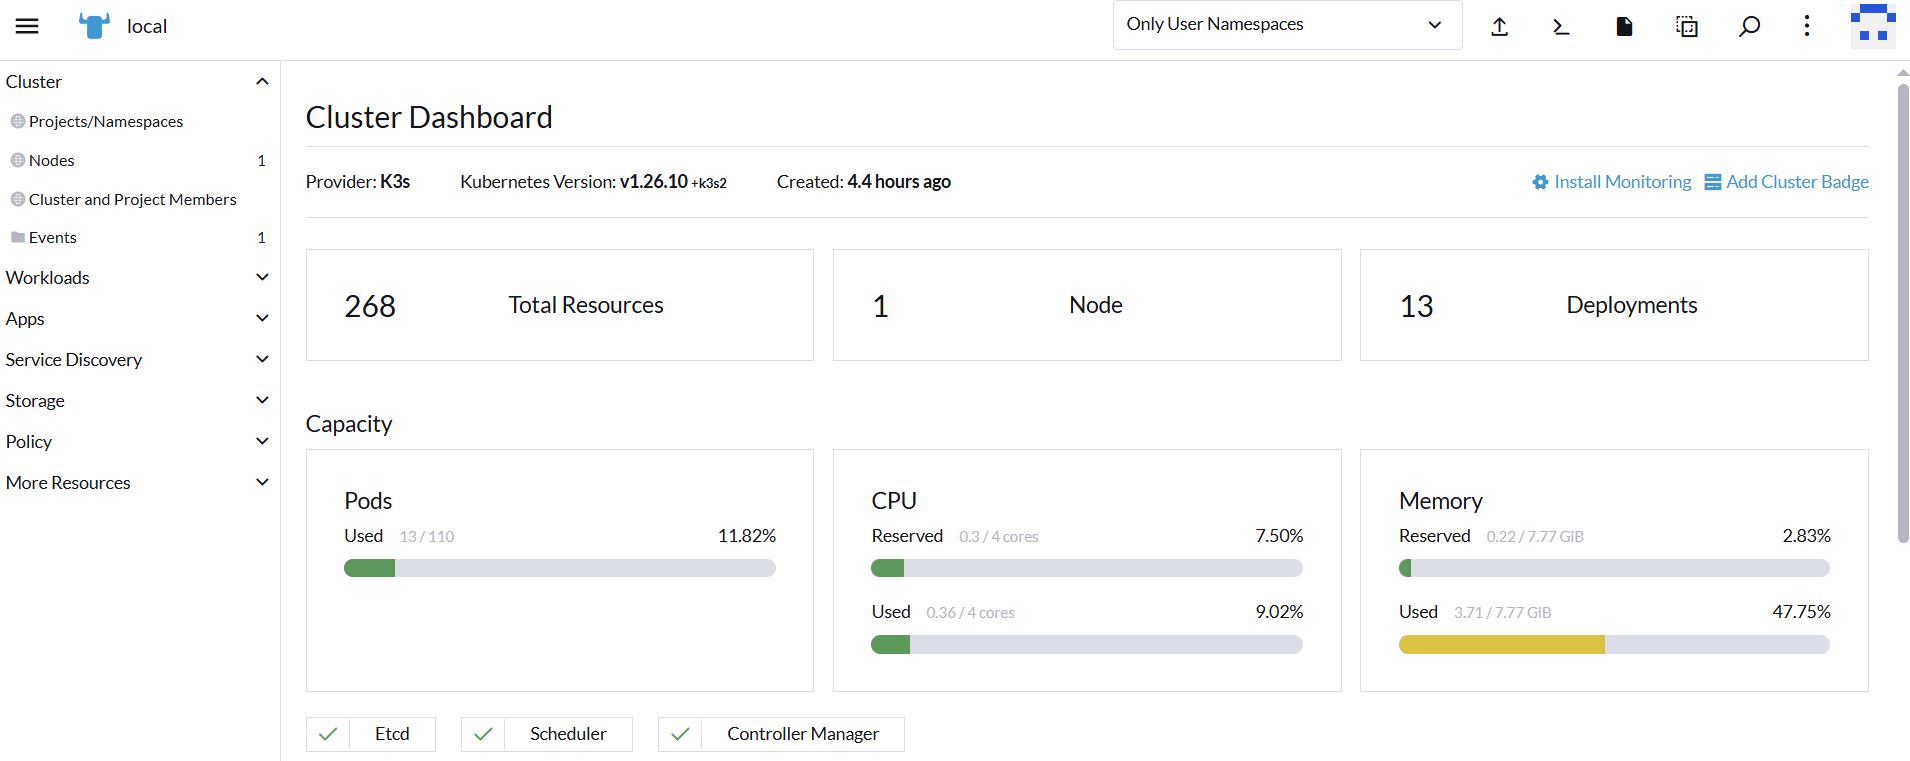 local
Only User Namespaces
Cluster
Projects/Namespaces
Nodes 1
Cluster and Project Members
Events 1
Workloads
Apps
Service Discovery
Storage
Policy
More Resources
Cluster Dashboard
Provider: K3s Kubernetes Version: v1.26.10 +k3s2 Created: 4.4 hours ago Install Monitoring Add Cluster Badge
268 Total Resources
1 Node
13 Deployments
Capacity
Pods
Used 13 / 110 11.82%
CPU
Reserved 0.3 / 4 cores 7.50%
Used 0.36 / 4 cores 9.02%
Memory
Reserved 0.22 / 7.77 GiB 2.83%
Used 3.71 / 7.77 GiB 47.75%
Etcd Scheduler Controller Manager